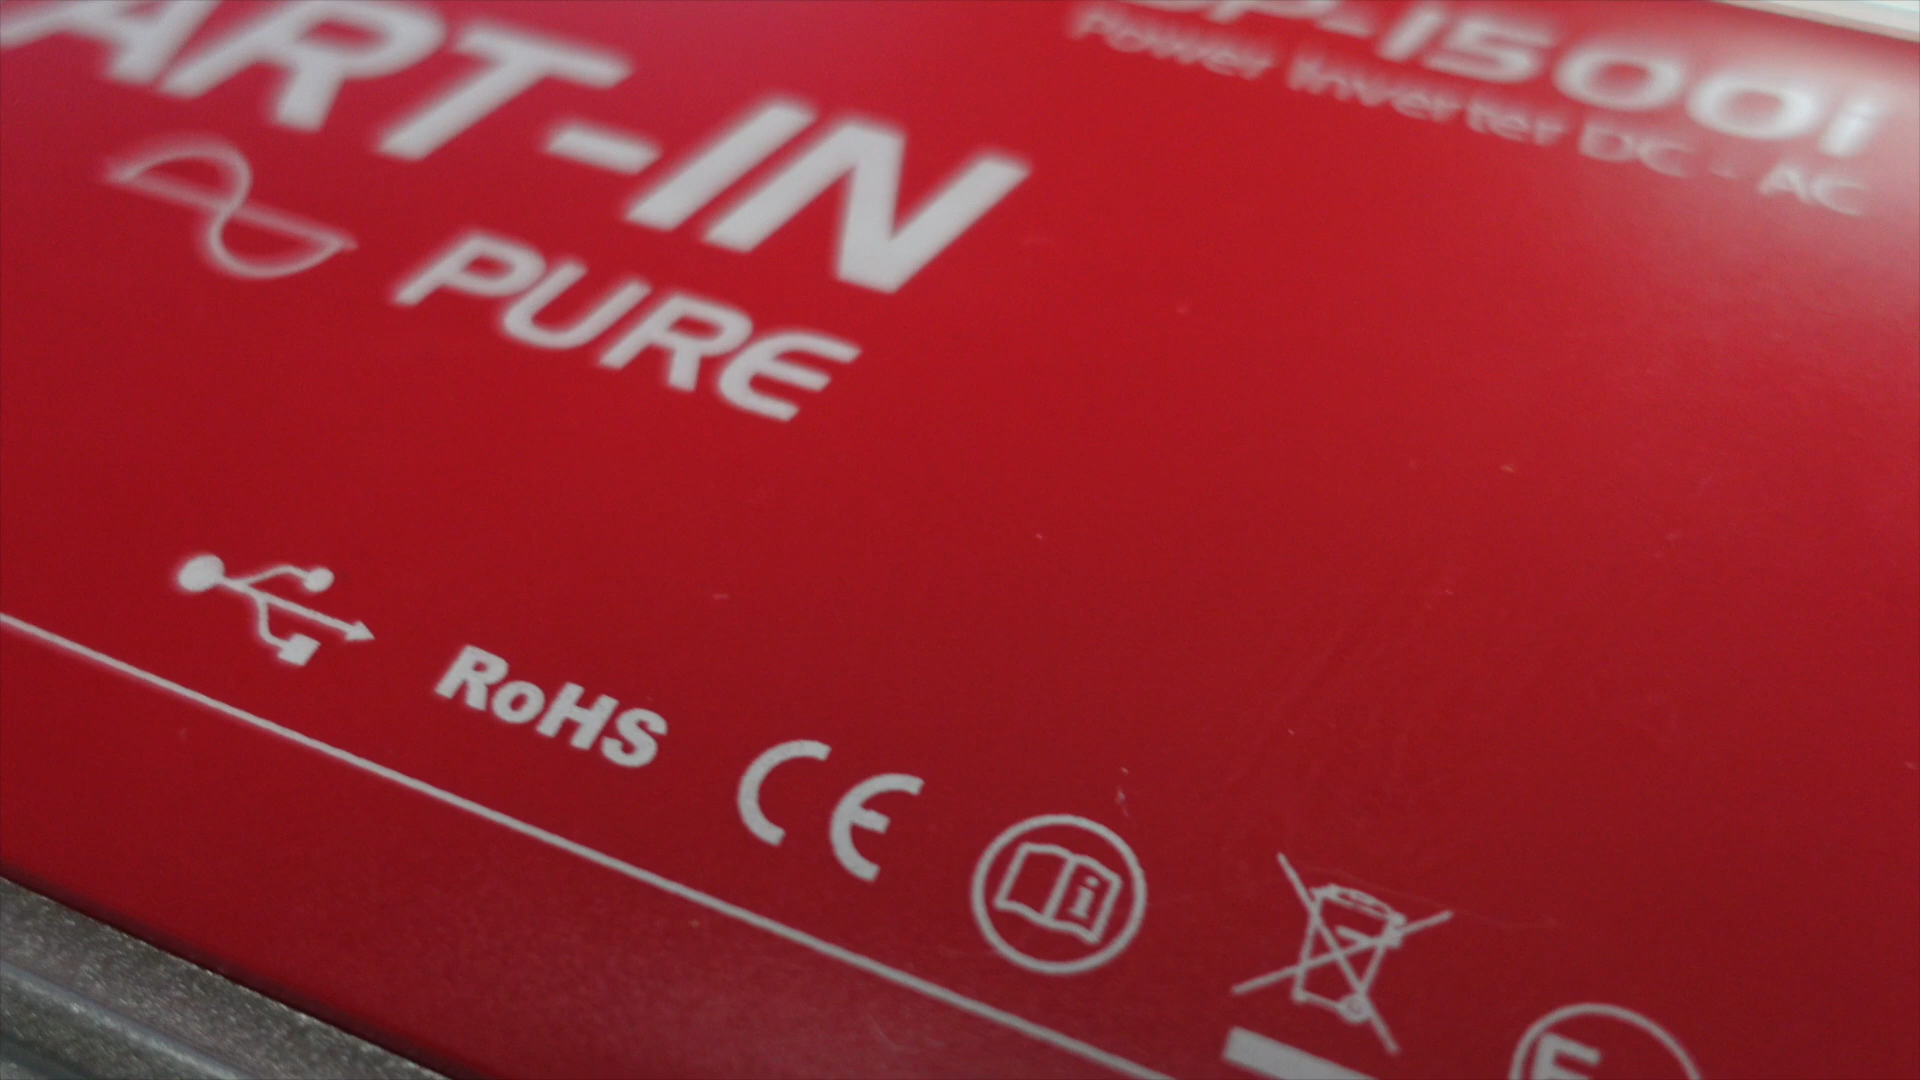 ART-IN
PURE
P-1500i
Power Inverter DC - AC
RoHS
CE
i
E